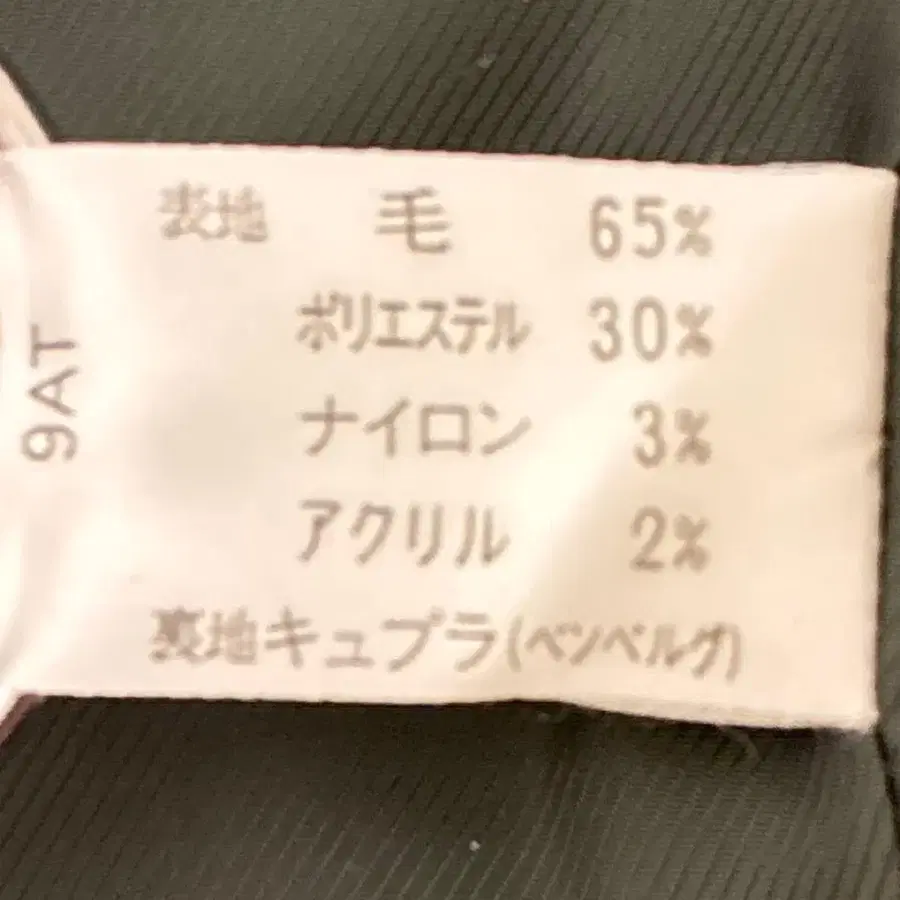 表地 毛 65%
ポリエステル 30%
ナイロン 3%
アクリル 2%
裏地キュプラ(ベンベルグ)
9AT